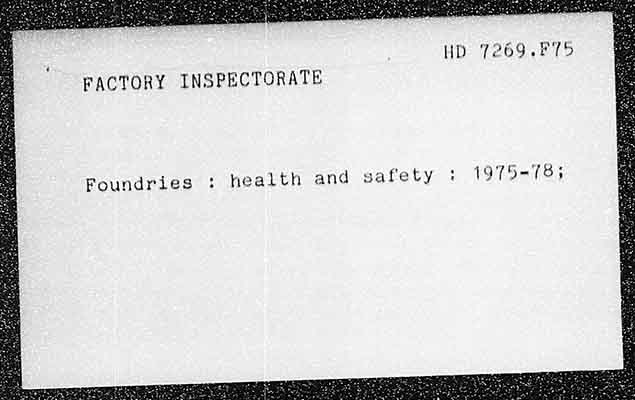 HD 7269.F75
FACTORY INSPECTORATE
Foundries : health and safety : 1975-78;